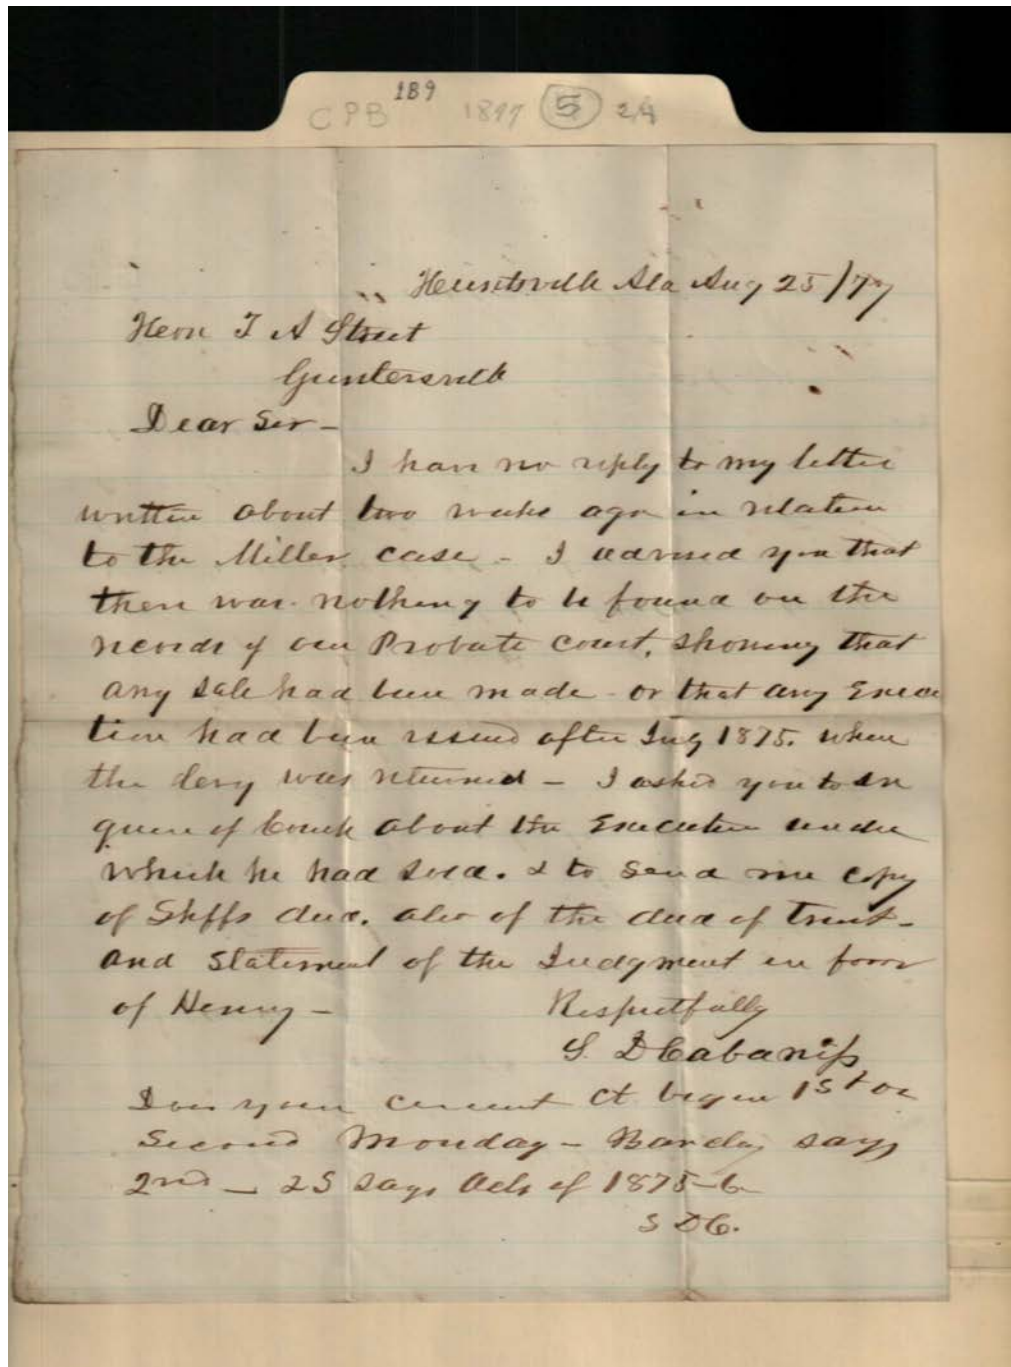 CPB 189 1877 5 24
Huntsville Ala Aug 25/77
Hon T A Street
Guntersville
Dear Sir -
I have no reply to my letter
written about two weeks ago in relation
to the Miller case - I advised you that
there was nothing to be found on the
records of our Probate court, showing that
any sale had been made - or that any Execu
tion had been issued after July 1875. when
the levy was returned - I asked you to en
quire of Couch about the Execution under
which he had sold. & to send me copy
of Shffs deed. also of the deed of trust -
and statement of the Judgment in favor
of Henry -
Respectfully
S. D Cabaniss
Does your circuit Ct begin 1st or
Second Monday - Barclay says
2nd - says Acts of 1875-6
S D C.